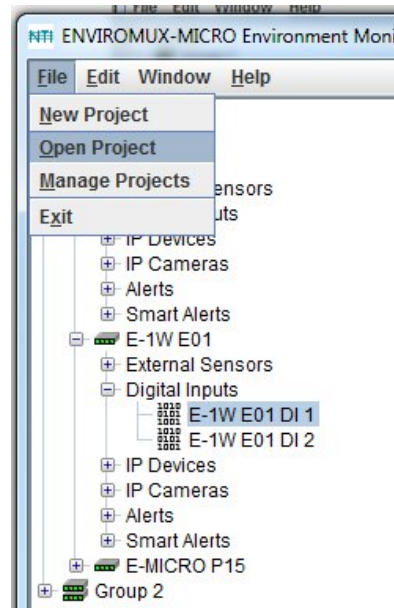 File Edit Window Help
NTI ENVIROMUX-MICRO Environment Moni
File Edit Window Help
New Project
Open Project
Manage Projects
Exit
ensors
uts
IP Devices
IP Cameras
Alerts
Smart Alerts
E-1W E01
External Sensors
Digital Inputs
E-1W E01 DI 1
E-1W E01 DI 2
IP Devices
IP Cameras
Alerts
Smart Alerts
E-MICRO P15
Group 2